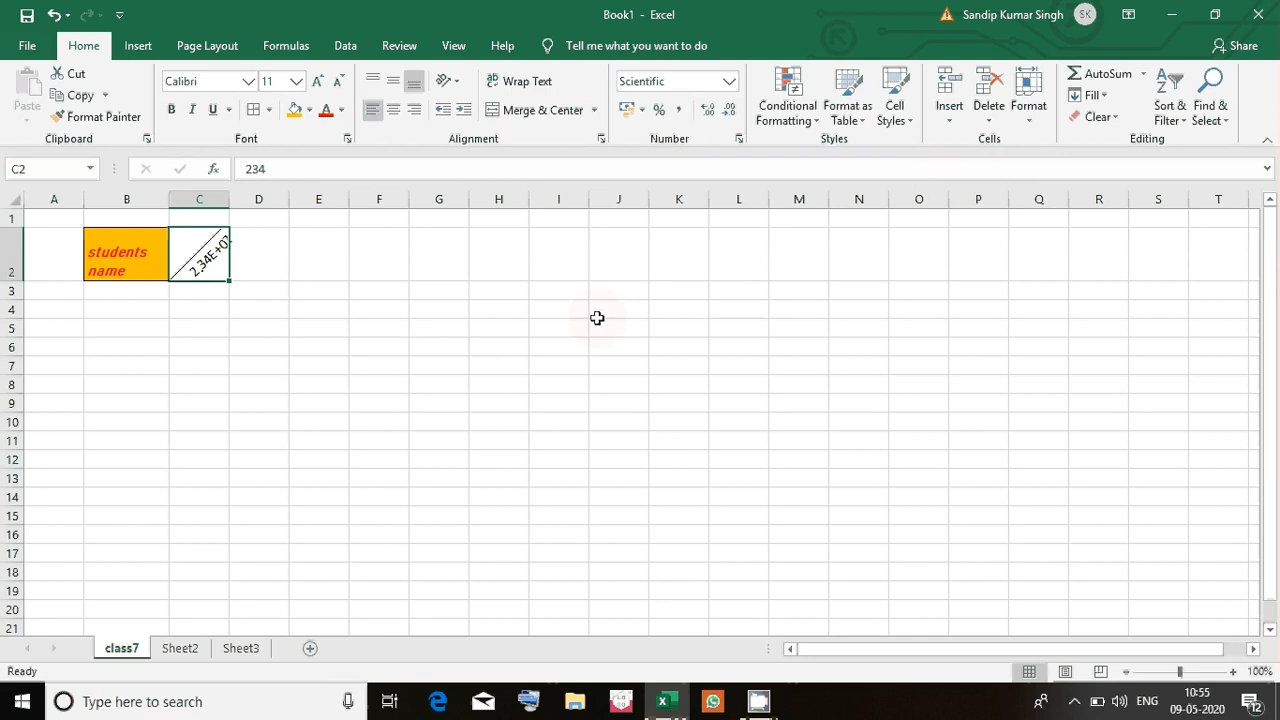 Book1 - Excel
Sandip Kumar Singh
SK
File
Home
Insert
Page Layout
Formulas
Data
Review
View
Help
Tell me what you want to do
Share
Paste
Cut
Copy
Format Painter
Clipboard
Calibri
11
A
A
B
I
U
A
Font
Wrap Text
Merge & Center
Alignment
Scientific
%
Number
Conditional
Formatting
Format as
Table
Cell
Styles
Styles
Insert
Delete
Format
Cells
AutoSum
Fill
Clear
Sort &
Filter
Find &
Select
Editing
C2
fx
234
A B C D E F G H I J K L M N O P Q R S T
1
2
students
name
2.34E+02
3
4
5
6
7
8
9
10
11
12
13
14
15
16
17
18
19
20
21
class7
Sheet2
Sheet3
Ready
100%
Type here to search
ENG
10:55
09-05-2020
12